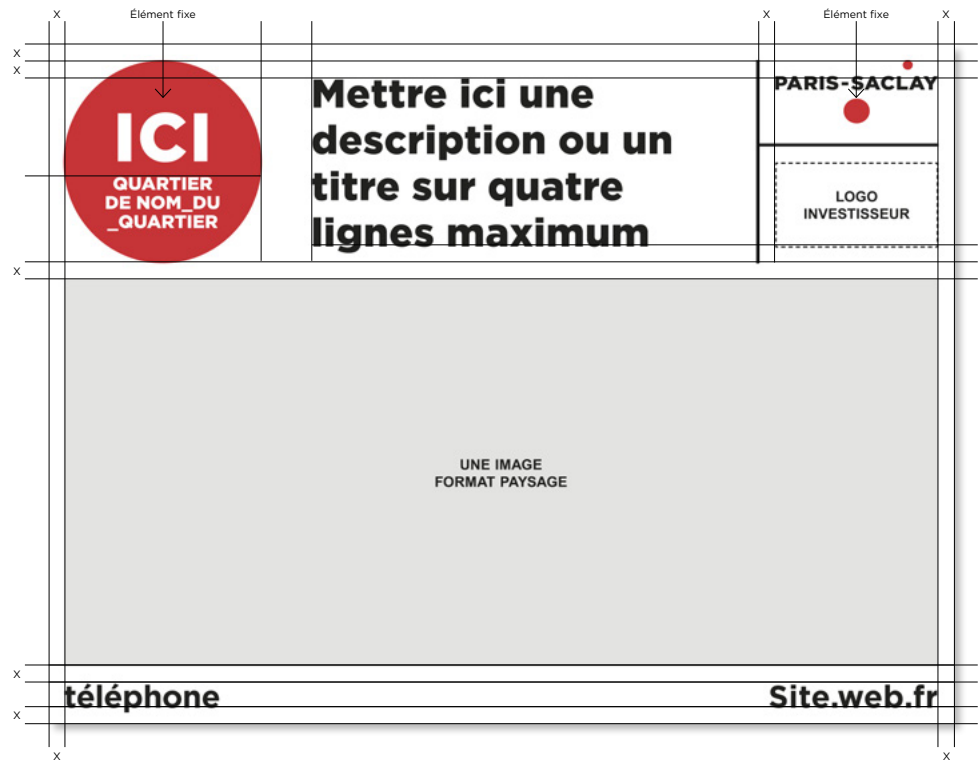 X
Élément fixe
X
Élément fixe
X
X
X
ICI
QUARTIER
DE NOM_DU
_QUARTIER
Mettre ici une
description ou un
titre sur quatre
lignes maximum
PARIS-SACLAY
LOGO
INVESTISSEUR
X
UNE IMAGE
FORMAT PAYSAGE
X
téléphone
Site.web.fr
X
X
X